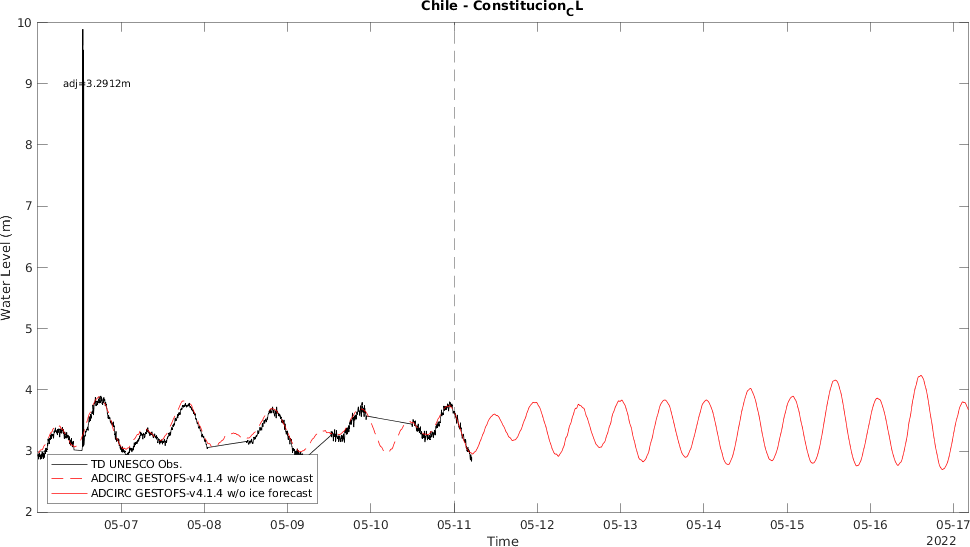 Chile - Constitucion_CL
10
9
adj=3.2912m
8
7
6
5
4
3
2
Water Level (m)
TD UNESCO Obs.
ADCIRC GESTOFS-v4.1.4 w/o ice nowcast
ADCIRC GESTOFS-v4.1.4 w/o ice forecast
05-07 05-08 05-09 05-10 05-11 05-12 05-13 05-14 05-15 05-16 05-17
Time
2022